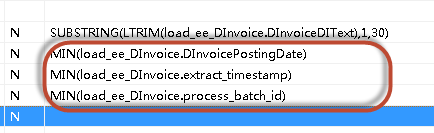 N SUBSTRING(LTRIM(load_ee_DInvoice.DInvoiceDIText),1,30)
N MIN(load_ee_DInvoice.DInvoicePostingDate)
N MIN(load_ee_DInvoice.extract_timestamp)
N MIN(load_ee_DInvoice.process_batch_id)
N